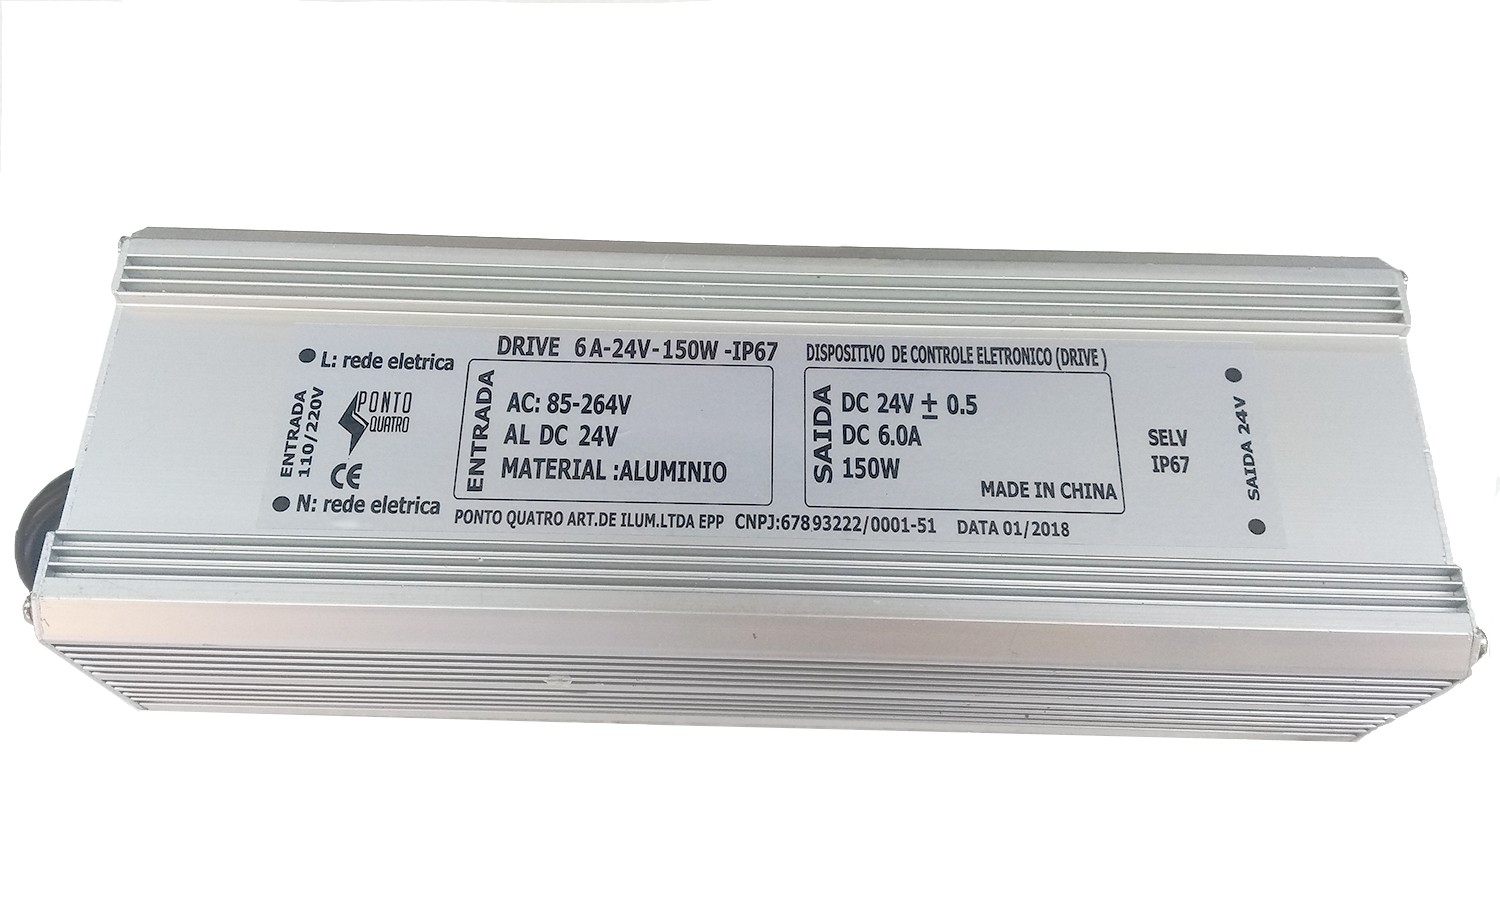 DRIVE 6A-24V-150W-IP67
DISPOSITIVO DE CONTROLE ELETRONICO (DRIVE)
L: rede eletrica
ENTRADA
110/220V
PONTO
QUATRO
CE
N: rede eletrica
ENTRADA
AC: 85-264V
AL DC 24V
MATERIAL :ALUMINIO
SAIDA
DC 24V ± 0.5
DC 6.0A
150W
MADE IN CHINA
SELV
IP67
SAIDA 24V
PONTO QUATRO ART.DE ILUM.LTDA EPP CNPJ:67893222/0001-51 DATA 01/2018